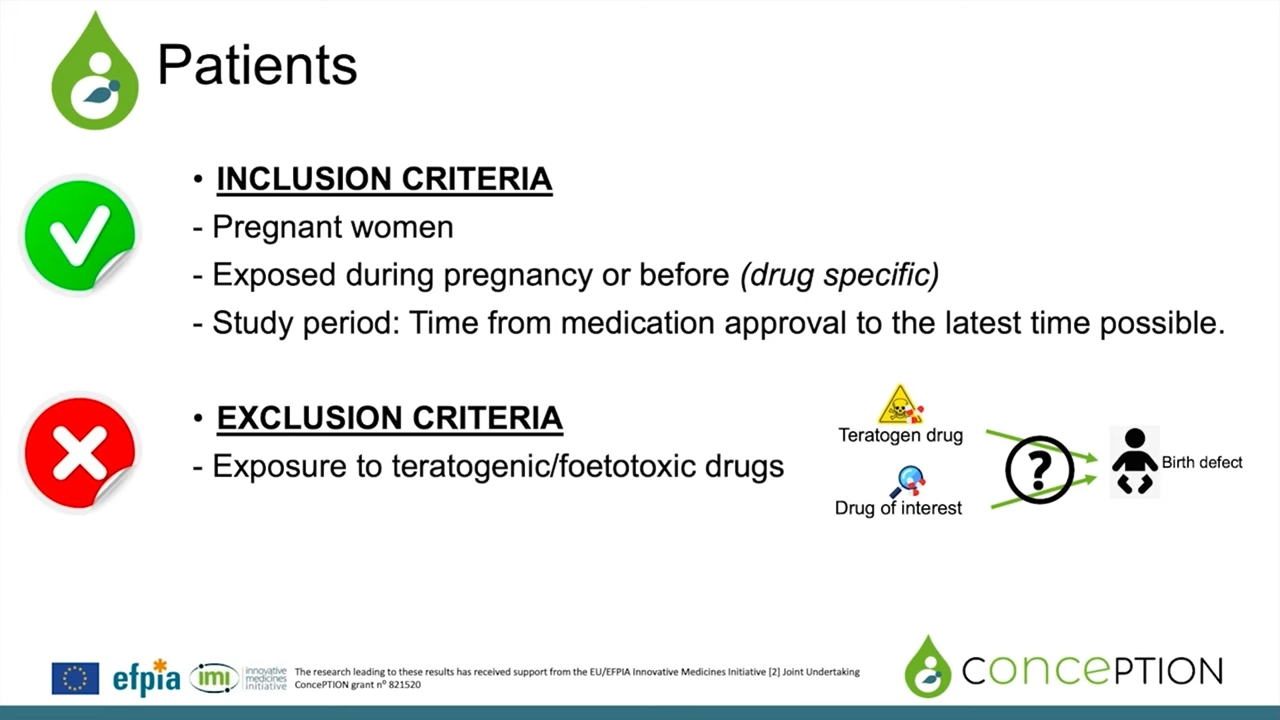 Patients
• INCLUSION CRITERIA
- Pregnant women
- Exposed during pregnancy or before (drug specific)
- Study period: Time from medication approval to the latest time possible.
• EXCLUSION CRITERIA
- Exposure to teratogenic/foetotoxic drugs
Teratogen drug
Drug of interest
?
Birth defect
efpia
imi
innovative
medicines
initiative
The research leading to these results has received support from the EU/EFPIA Innovative Medicines Initiative [2] Joint Undertaking
ConcePTION grant nº 821520
concePTION